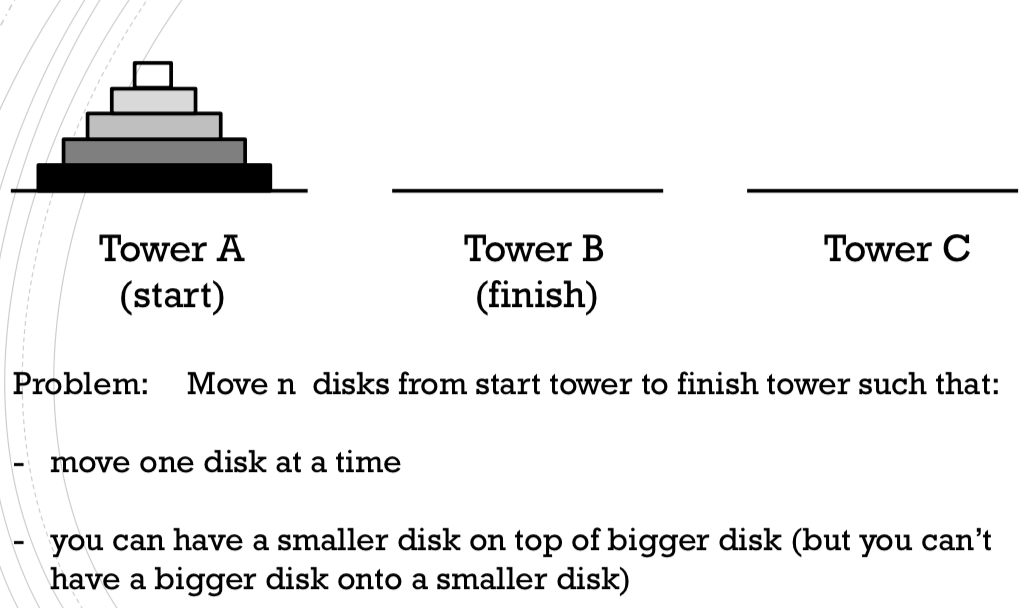 Tower A
(start)
Tower B
(finish)
Tower C
Problem: Move n disks from start tower to finish tower such that:
- move one disk at a time
- you can have a smaller disk on top of bigger disk (but you can't
have a bigger disk onto a smaller disk)